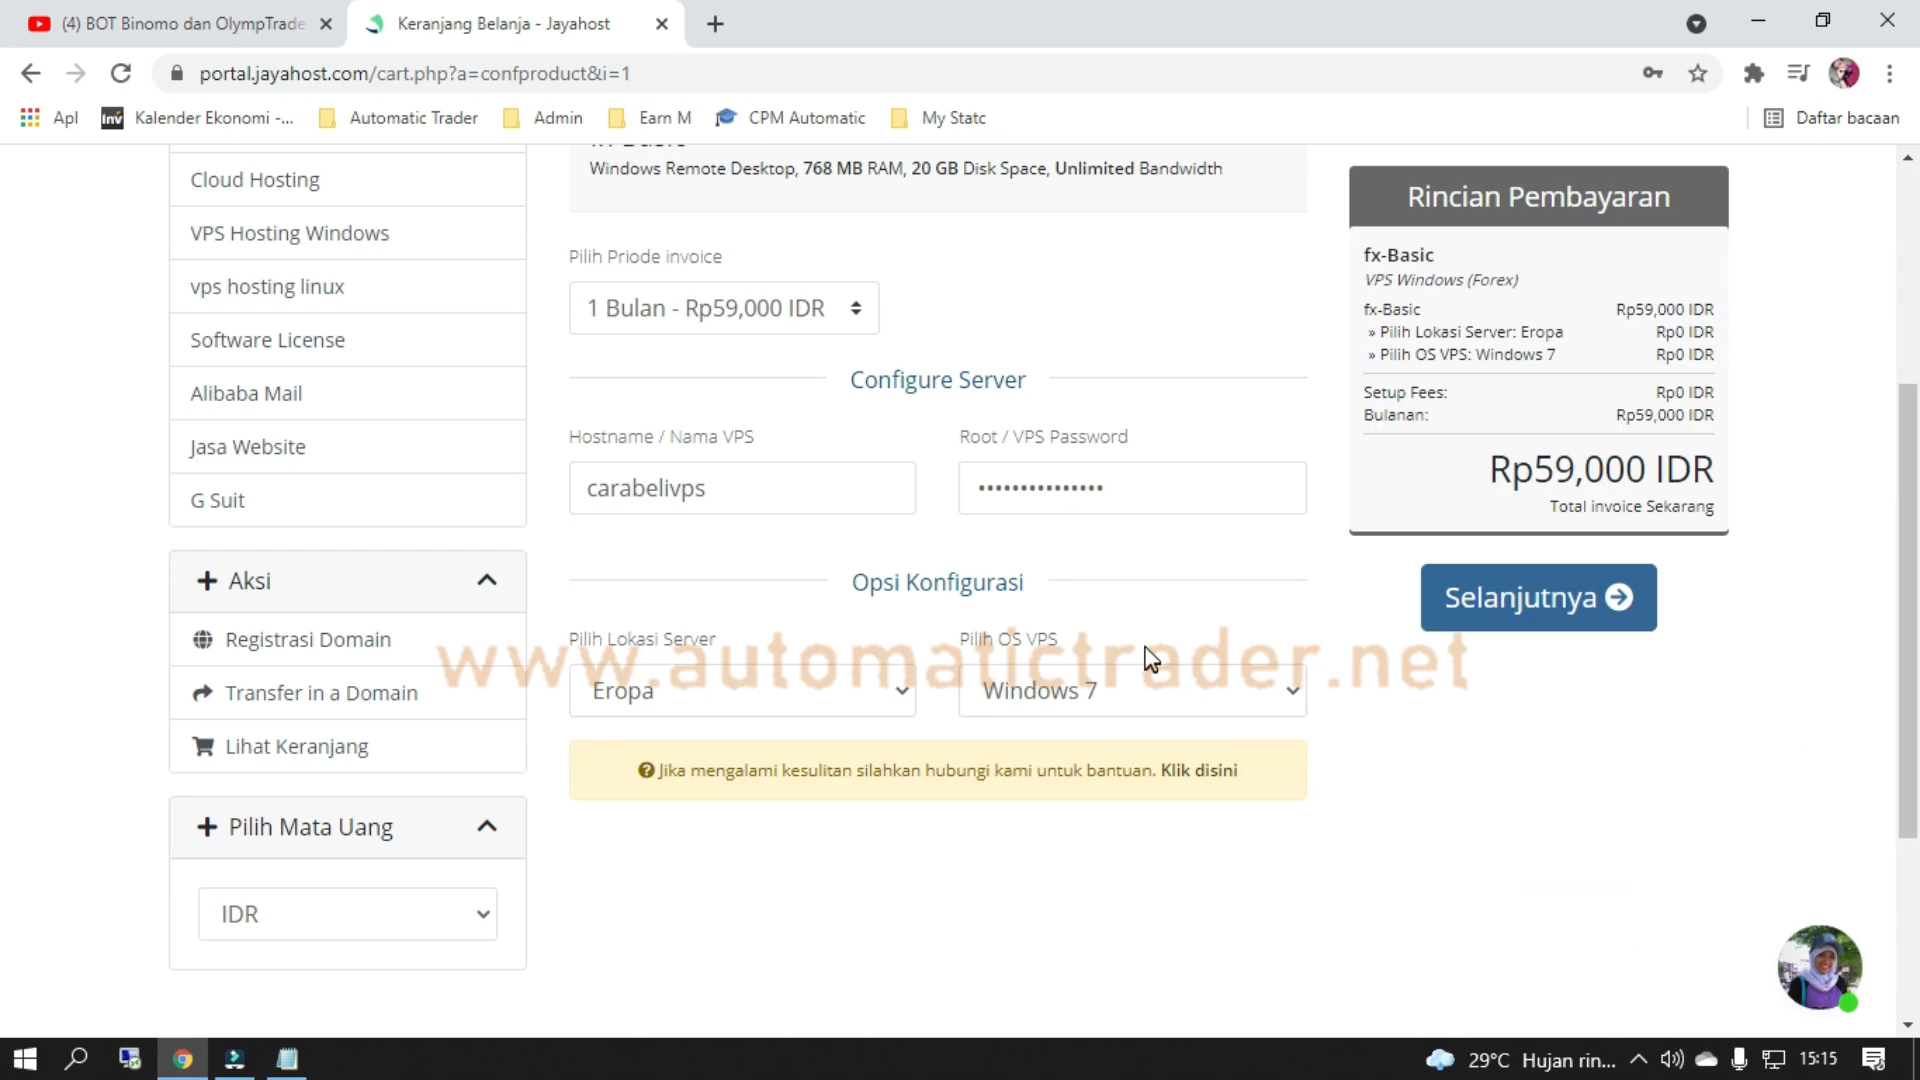 (4) BOT Binomo dan OlympTrade
Keranjang Belanja - Jayahost
portal.jayahost.com/cart.php?a=confproduct&i=1
Apl
Inv
Kalender Ekonomi -...
Automatic Trader
Admin
Earn M
CPM Automatic
My Statc
Daftar bacaan
Cloud Hosting
VPS Hosting Windows
vps hosting linux
Software License
Alibaba Mail
Jasa Website
G Suit
Aksi
Registrasi Domain
Transfer in a Domain
Lihat Keranjang
Pilih Mata Uang
IDR
Windows Remote Desktop, 768 MB RAM, 20 GB Disk Space, Unlimited Bandwidth
Pilih Priode invoice
1 Bulan - Rp59,000 IDR
Configure Server
Hostname / Nama VPS
Root / VPS Password
carabelivps
•••••••••••••••
Opsi Konfigurasi
Pilih Lokasi Server
Pilih OS VPS
www.automatictrader.net
Eropa
Windows 7
Jika mengalami kesulitan silahkan hubungi kami untuk bantuan. Klik disini
Rincian Pembayaran
fx-Basic
VPS Windows (Forex)
fx-Basic Rp59,000 IDR
» Pilih Lokasi Server: Eropa Rp0 IDR
» Pilih OS VPS: Windows 7 Rp0 IDR
Setup Fees: Rp0 IDR
Bulanan: Rp59,000 IDR
Rp59,000 IDR
Total invoice Sekarang
Selanjutnya
29°C Hujan rin...
15:15